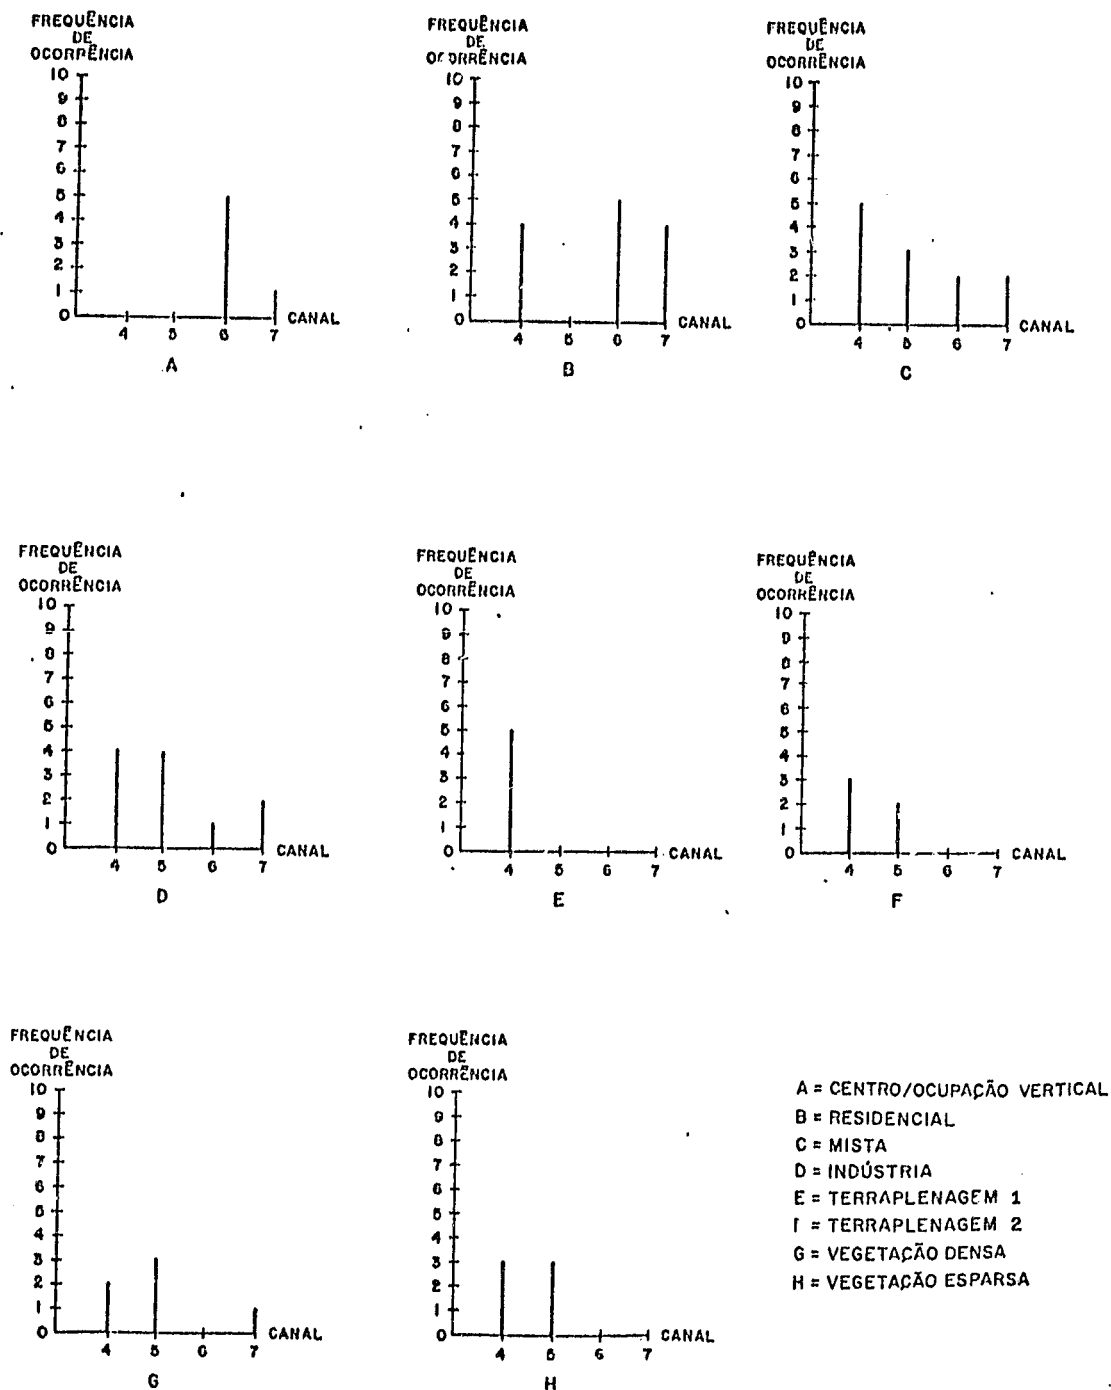 FREQUÊNCIA
DE
OCORRÊNCIA
10
9
8
7
6
5
4
3
2
1
0
4 5 6 7 CANAL
A
FREQUÊNCIA
DE
OCORRÊNCIA
10
9
8
7
6
5
4
3
2
1
0
4 5 6 7 CANAL
B
FREQUÊNCIA
DE
OCORRÊNCIA
10
9
8
7
6
5
4
3
2
1
0
4 5 6 7 CANAL
C
FREQUÊNCIA
DE
OCORRÊNCIA
10
9
8
7
6
5
4
3
2
1
0
4 5 6 7 CANAL
D
FREQUÊNCIA
DE
OCORRÊNCIA
10
9
8
7
6
5
4
3
2
1
0
4 5 6 7 CANAL
E
FREQUÊNCIA
DE
OCORRÊNCIA
10
9
8
7
6
5
4
3
2
1
0
4 5 6 7 CANAL
F
FREQUÊNCIA
DE
OCORRÊNCIA
10
9
8
7
6
5
4
3
2
1
0
4 5 6 7 CANAL
G
FREQUÊNCIA
DE
OCORRÊNCIA
10
9
8
7
6
5
4
3
2
1
0
4 5 6 7 CANAL
H
A = CENTRO/OCUPAÇÃO VERTICAL
B = RESIDENCIAL
C = MISTA
D = INDÚSTRIA
E = TERRAPLENAGEM 1
F = TERRAPLENAGEM 2
G = VEGETAÇÃO DENSA
H = VEGETAÇÃO ESPARSA